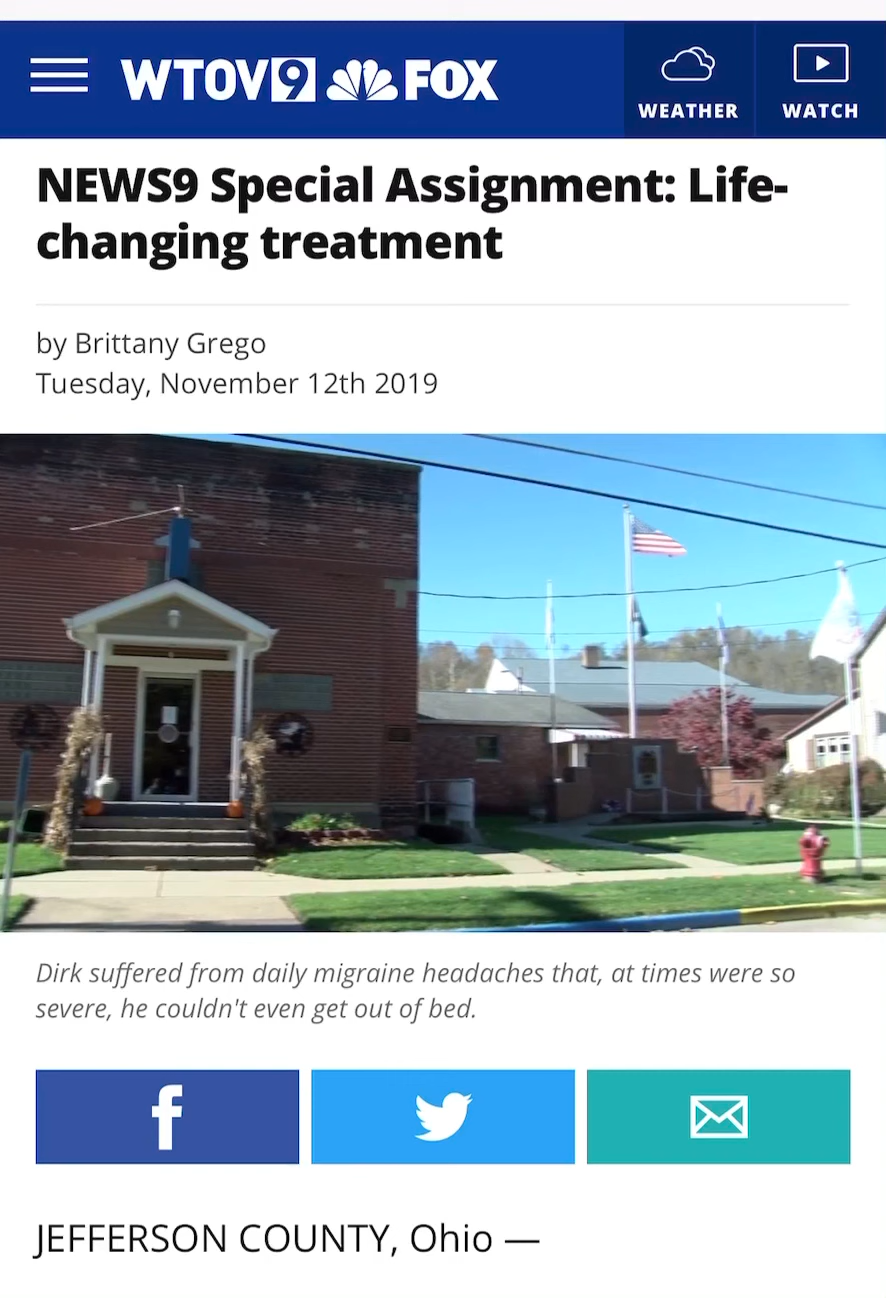 WTOV9 FOX
WEATHER
WATCH
NEWS9 Special Assignment: Life-
changing treatment
by Brittany Grego
Tuesday, November 12th 2019
Dirk suffered from daily migraine headaches that, at times were so
severe, he couldn't even get out of bed.
JEFFERSON COUNTY, Ohio —